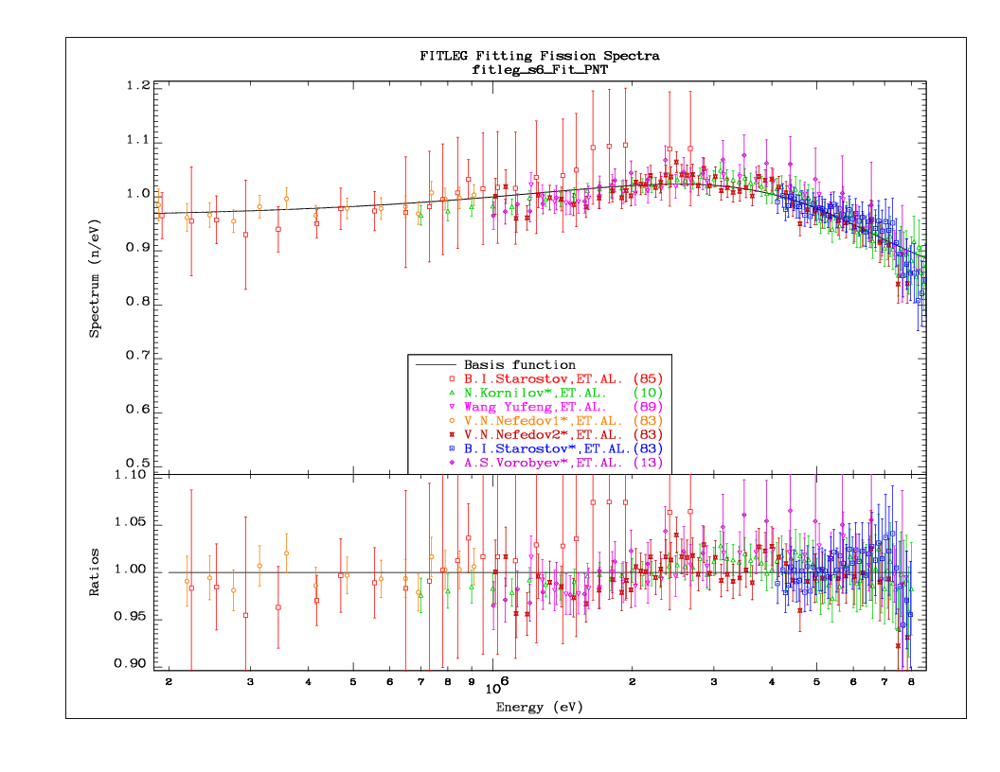 FITLEG Fitting Fission Spectra
fitleg_s6_Fit_PNT
1.2
1.1
1.0
0.9
0.8
0.7
0.6
0.5
Spectrum (n/eV)
Basis function
B.I.Starostov,ET.AL. (85)
N.Kornilov*,ET.AL. (10)
Wang Yufeng,ET.AL. (89)
V.N.Nefedov1*,ET.AL. (83)
V.N.Nefedov2*,ET.AL. (83)
B.I.Starostov*,ET.AL.(83)
A.S.Vorobyev*,ET.AL. (13)
1.10
1.05
1.00
0.95
0.90
Ratios
2 3 4 5 6 7 8 9 10⁶ 2 3 4 5 6 7 8
Energy (eV)